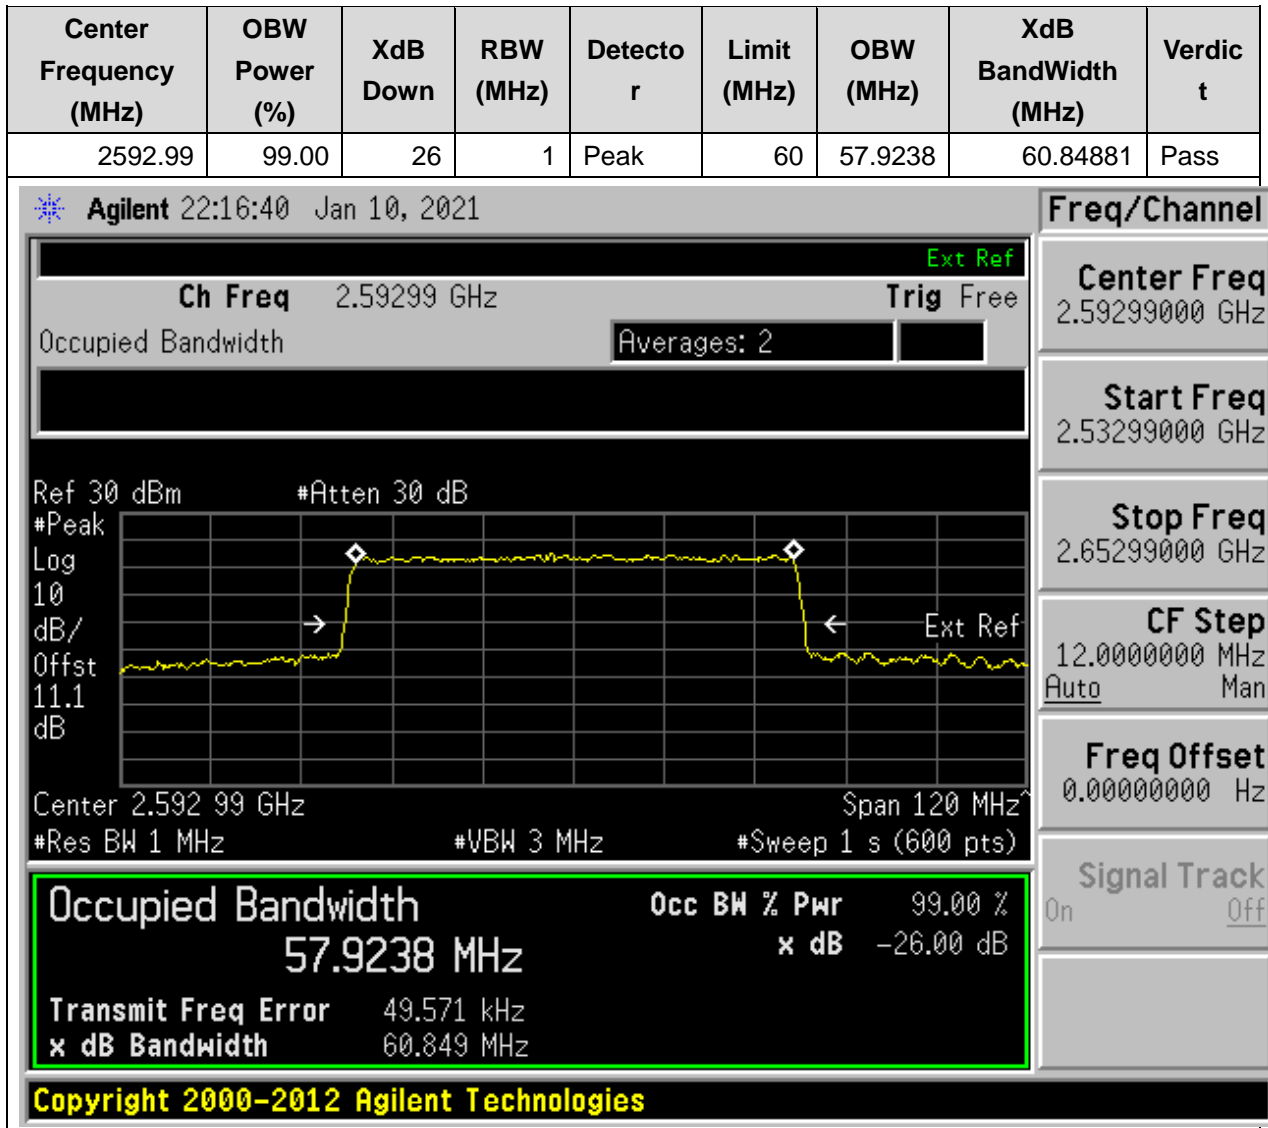 Center Frequency (MHz) OBW Power (%) XdB Down RBW (MHz) Detecto r Limit (MHz) OBW (MHz) XdB BandWidth (MHz) Verdic t
2592.99 99.00 26 1 Peak 60 57.9238 60.84881 Pass
Agilent 22:16:40 Jan 10, 2021
Freq/Channel
Ext Ref
Ch Freq 2.59299 GHz Trig Free
Occupied Bandwidth Averages: 2
Center Freq
2.59299000 GHz
Start Freq
2.53299000 GHz
Stop Freq
2.65299000 GHz
CF Step
12.0000000 MHz
Auto Man
Freq Offset
0.00000000 Hz
Signal Track
On Off
Ref 30 dBm #Atten 30 dB
#Peak
Log
10
dB/
Offst
11.1
dB
Ext Ref
Center 2.592 99 GHz Span 120 MHz^
#Res BW 1 MHz #VBW 3 MHz #Sweep 1 s (600 pts)
Occupied Bandwidth
57.9238 MHz
Occ BW % Pwr 99.00 %
x dB -26.00 dB
Transmit Freq Error 49.571 kHz
x dB Bandwidth 60.849 MHz
Copyright 2000-2012 Agilent Technologies